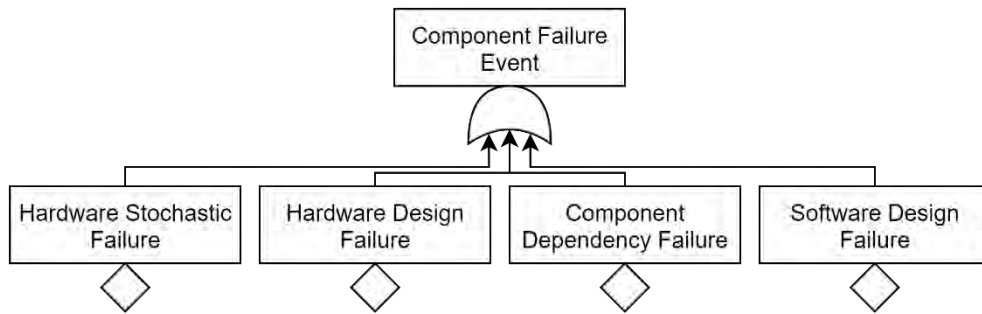 Component Failure
Event
Hardware Stochastic
Failure
Hardware Design
Failure
Component
Dependency Failure
Software Design
Failure